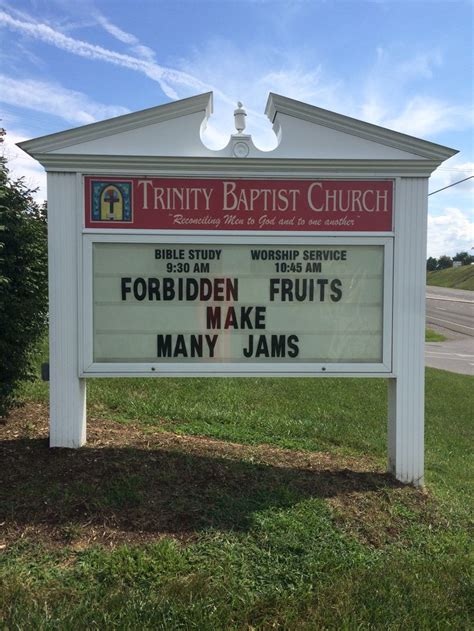 TRINITY BAPTIST CHURCH
"Reconciling Men to God and to one another"
BIBLE STUDY WORSHIP SERVICE
9:30 AM 10:45 AM
FORBIDDEN FRUITS
MAKE
MANY JAMS